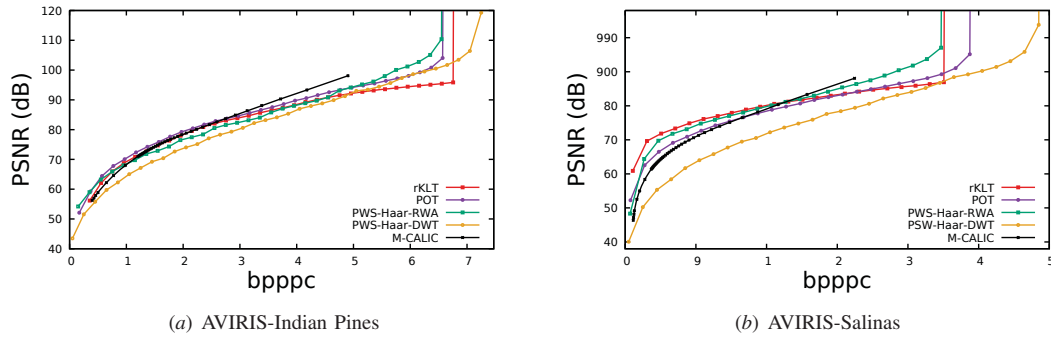 120
110
100
90
80
70
60
50
40
PSNR (dB)
0 1 2 3 4 5 6 7
bpppc
rKLT
POT
PWS-Haar-RWA
PWS-Haar-DWT
M-CALIC
(a) AVIRIS-Indian Pines
990
900
80
70
60
50
40
PSNR (dB)
0 9 1 1 2 3 3 5
bpppc
rKLT
POT
PWS-Haar-RWA
PSW-Haar-DWT
M-CALIC
(b) AVIRIS-Salinas